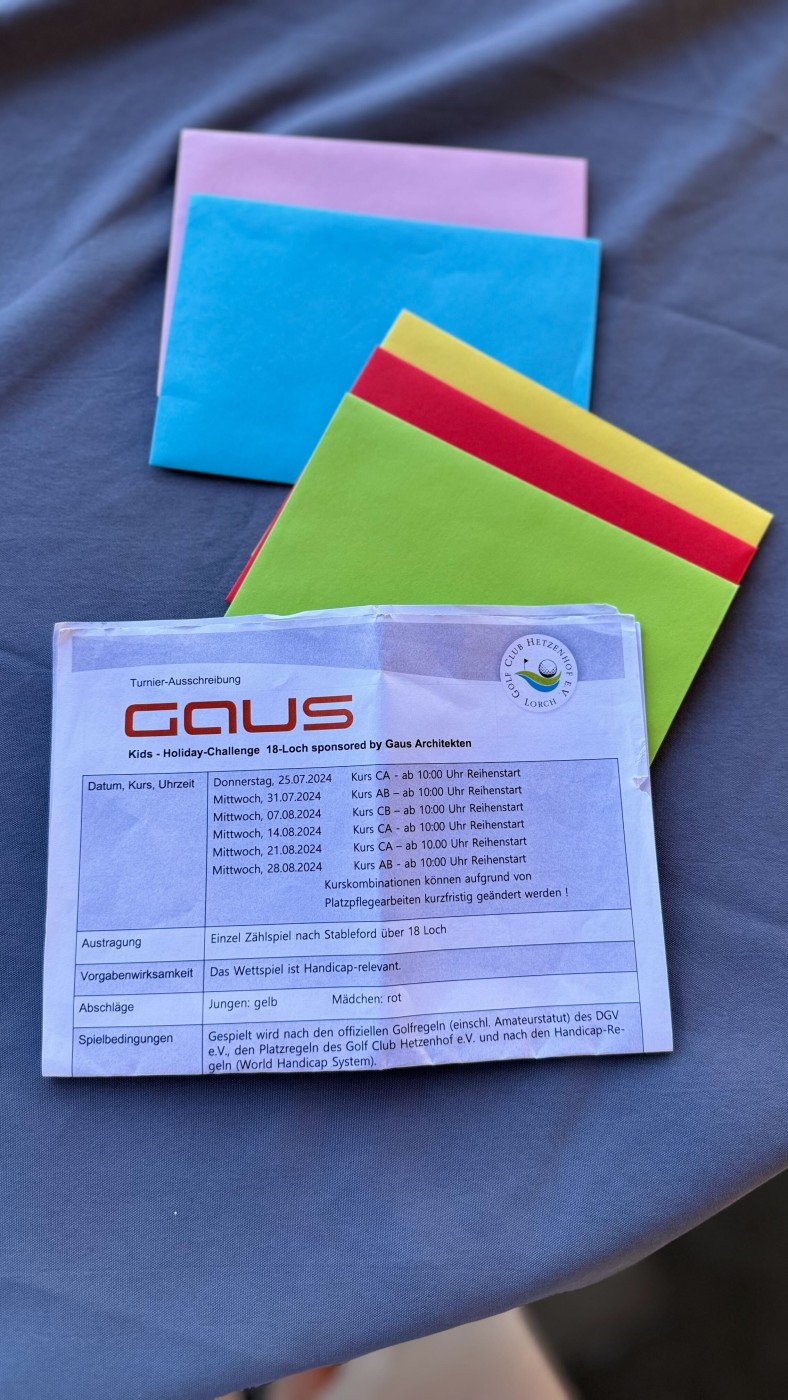 Turnier-Ausschreibung
GOLF CLUB HETZENHOF E.V.
LORCH
GAUS
Kids - Holiday-Challenge 18-Loch sponsored by Gaus Architekten
Datum, Kurs, Uhrzeit
Donnerstag, 25.07.2024 Kurs CA - ab 10:00 Uhr Reihenstart
Mittwoch, 31.07.2024 Kurs AB – ab 10:00 Uhr Reihenstart
Mittwoch, 07.08.2024 Kurs CB – ab 10:00 Uhr Reihenstart
Mittwoch, 14.08.2024 Kurs CA - ab 10:00 Uhr Reihenstart
Mittwoch, 21.08.2024 Kurs CA – ab 10.00 Uhr Reihenstart
Mittwoch, 28.08.2024 Kurs AB - ab 10:00 Uhr Reihenstart
Kurskombinationen können aufgrund von
Platzpflegearbeiten kurzfristig geändert werden !
Austragung
Einzel Zählspiel nach Stableford über 18 Loch
Vorgabenwirksamkeit
Das Wettspiel ist Handicap-relevant.
Abschläge
Jungen: gelb Mädchen: rot
Spielbedingungen
Gespielt wird nach den offiziellen Golfregeln (einschl. Amateurstatut) des DGV
e.V., den Platzregeln des Golf Club Hetzenhof e.V. und nach den Handicap-Re-
geln (World Handicap System).